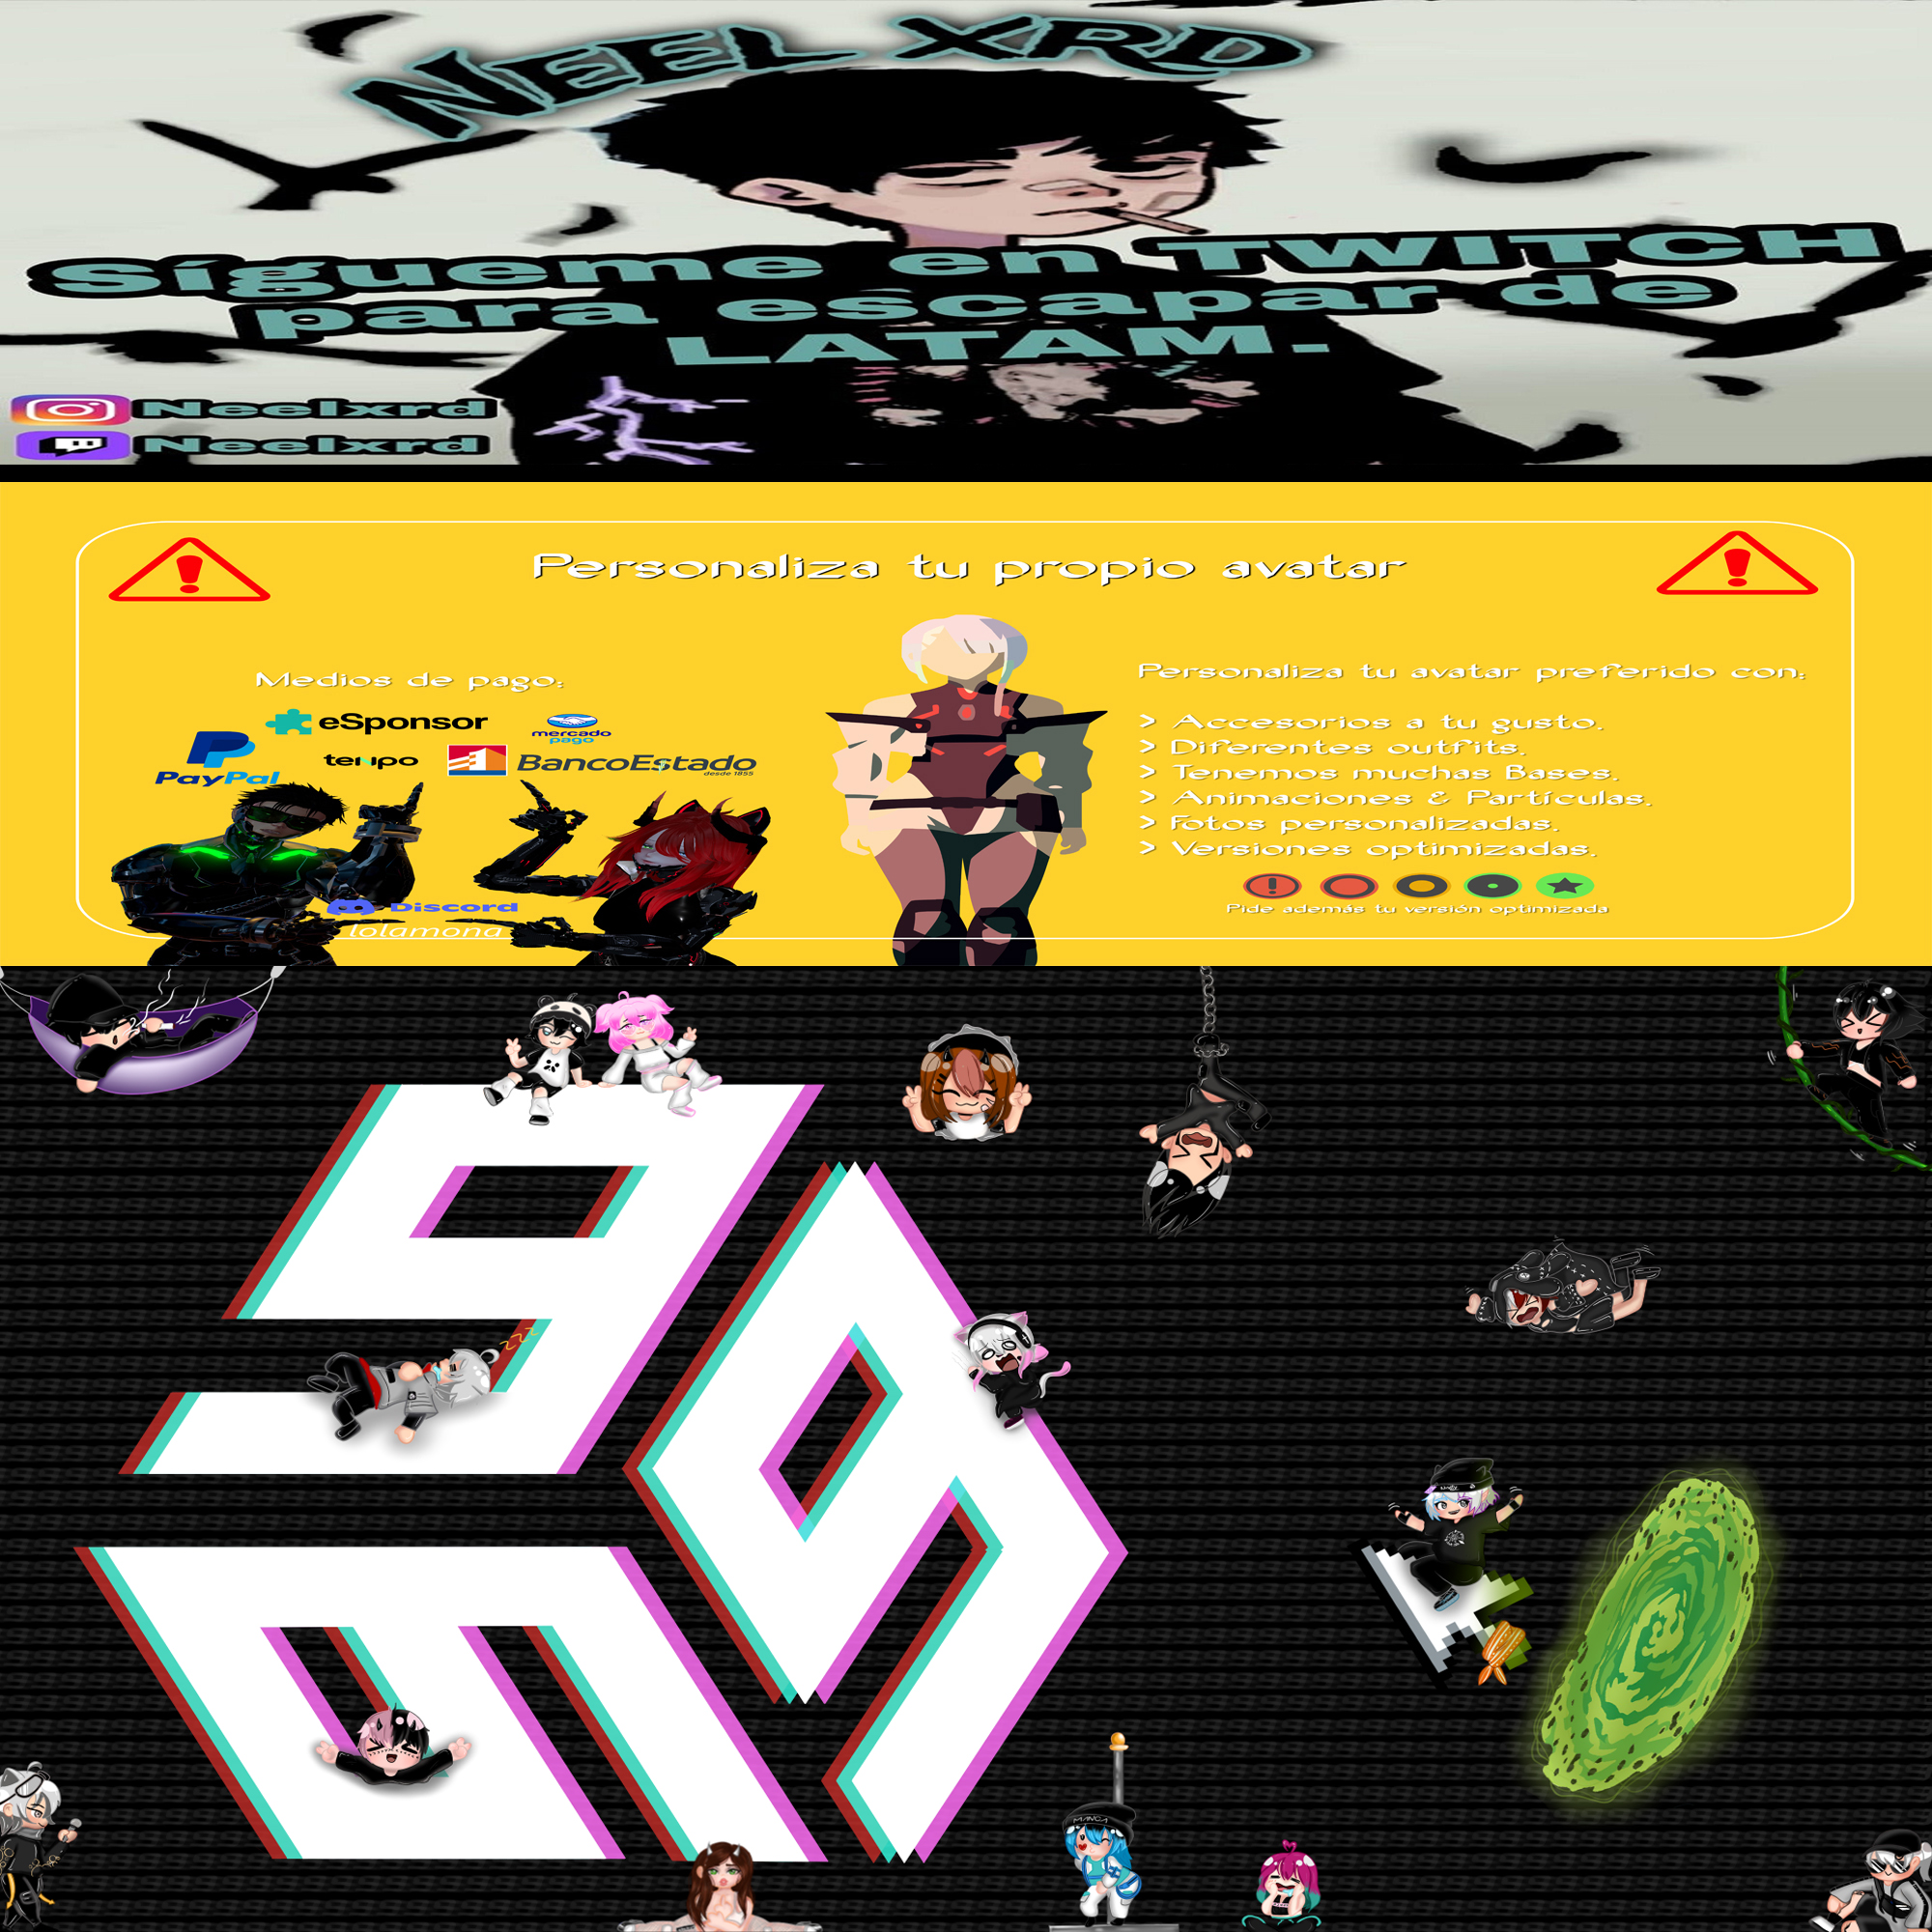 NEEL XRD
Sígueme en TWITCH
para escapar de
LATAM.
Neelxrd
Neelxrd
Personaliza tu propio avatar
Medios de pago:
eSponsor
mercado
pago
PayPal
tenpo
BancoEstado
desde 1855
Discord
lolamona
Personaliza tu avatar preferido con:
> Accesorios a tu gusto.
> Diferentes outfits.
> Tenemos muchas Bases.
> Animaciones & Partículas.
> Fotos personalizadas.
> Versiones optimizadas.
Pide además tu versión optimizada
zzz
MANCA